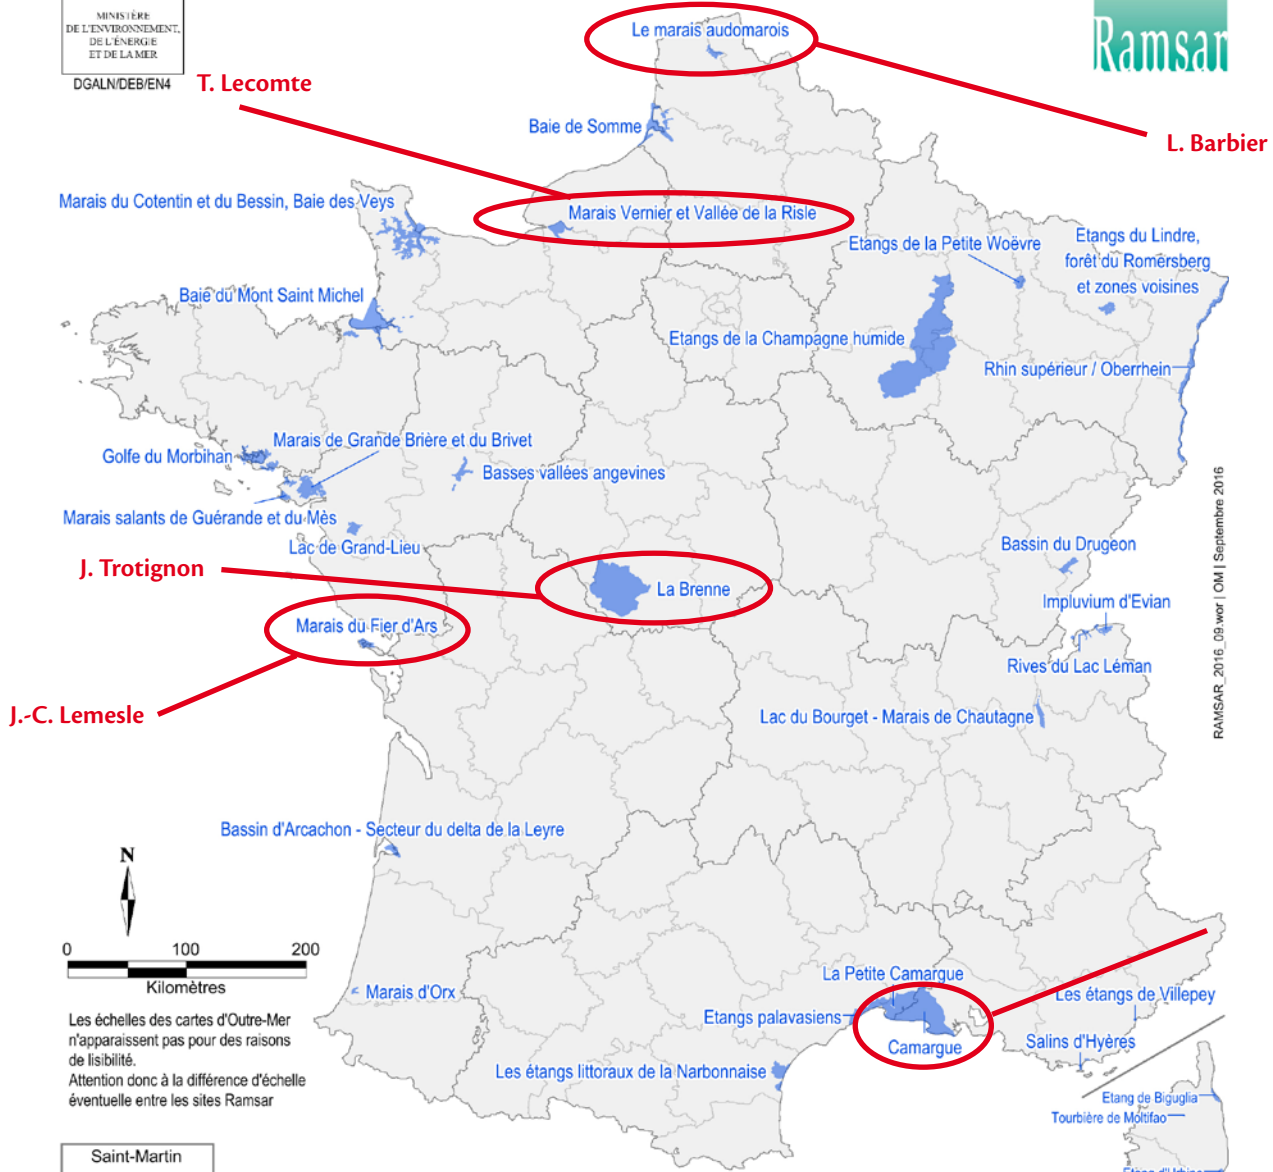 MINISTÈRE
DE L'ENVIRONNEMENT,
DE L'ÉNERGIE
ET DE LA MER
DGALN/DEB/EN4
Ramsar
T. Lecomte
Le marais audomarois
L. Barbier
Baie de Somme
Marais du Cotentin et du Bessin, Baie des Veys
Marais Vernier et Vallée de la Risle
Etangs de la Petite Woëvre
Etangs du Lindre,
forêt du Romersberg
et zones voisines
Baie du Mont Saint Michel
Etangs de la Champagne humide
Rhin supérieur / Oberrhein
Marais de Grande Brière et du Brivet
Golfe du Morbihan
Basses vallées angevines
Marais salants de Guérande et du Mès
Lac de Grand-Lieu
Bassin du Drugeon
J. Trotignon
La Brenne
Impluvium d'Evian
Marais du Fier d'Ars
Rives du Lac Léman
J.-C. Lemesle
Lac du Bourget - Marais de Chautagne
RAMSAR_2016_09.wor | OM | Septembre 2016
Bassin d'Arcachon - Secteur du delta de la Leyre
N
0 100 200
Kilomètres
La Petite Camargue
Marais d'Orx
Les étangs de Villepey
Etangs palavasiens
Camargue
Salins d'Hyères
Les échelles des cartes d'Outre-Mer
n'apparaissent pas pour des raisons
de lisibilité.
Attention donc à la différence d'échelle
éventuelle entre les sites Ramsar
Les étangs littoraux de la Narbonnaise
Etang de Biguglia
Tourbière de Moltifao
Saint-Martin